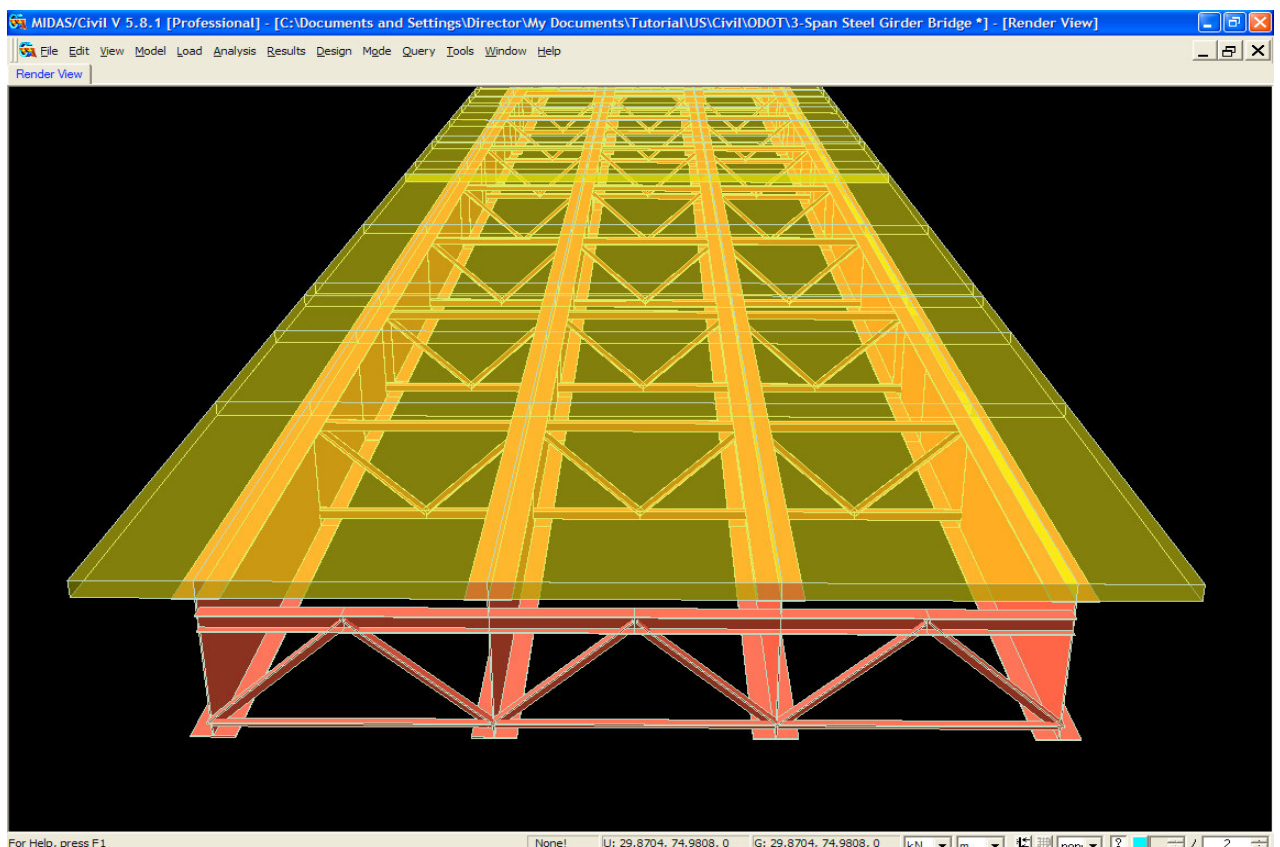 MIDAS/Civil V 5.8.1 [Professional] - [C:\Documents and Settings\Director\My Documents\Tutorial\US\Civil\ODOT\3-Span Steel Girder Bridge *] - [Render View]
File Edit View Model Load Analysis Results Design Mode Query Tools Window Help
Render View
For Help, press F1 None! U: 29.8704, 74.9808, 0 G: 29.8704, 74.9808, 0 kN m non / 2